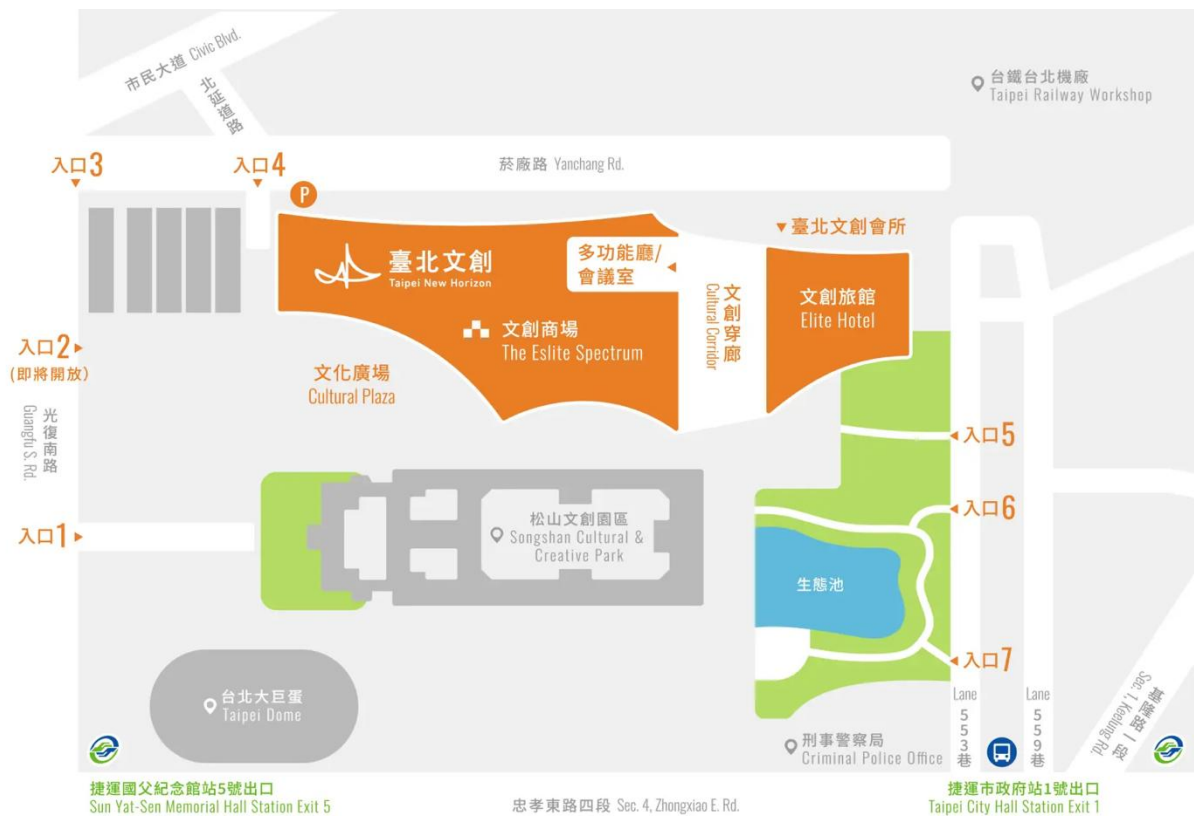 市民大道 Civic Blvd.
北延道路
台鐵台北機廠
Taipei Railway Workshop
入口3
入口4
菸廠路 Yanchang Rd.
P
臺北文創
Taipei New Horizon
多功能廳/
會議室
臺北文創會所
文創穿廊
Cultural Corridor
文創旅館
Elite Hotel
文創商場
The Eslite Spectrum
入口2
(即將開放)
文化廣場
Cultural Plaza
光復南路
Guangfu S. Rd.
入口5
入口6
入口1
松山文創園區
Songshan Cultural &
Creative Park
生態池
入口7
台北大巨蛋
Taipei Dome
Lane
553巷
Lane
559巷
基隆路一段
Sec. 1, Keelung Rd.
刑事警察局
Criminal Police Office
捷運國父紀念館站5號出口
Sun Yat-Sen Memorial Hall Station Exit 5
忠孝東路四段 Sec. 4, Zhongxiao E. Rd.
捷運市政府站1號出口
Taipei City Hall Station Exit 1